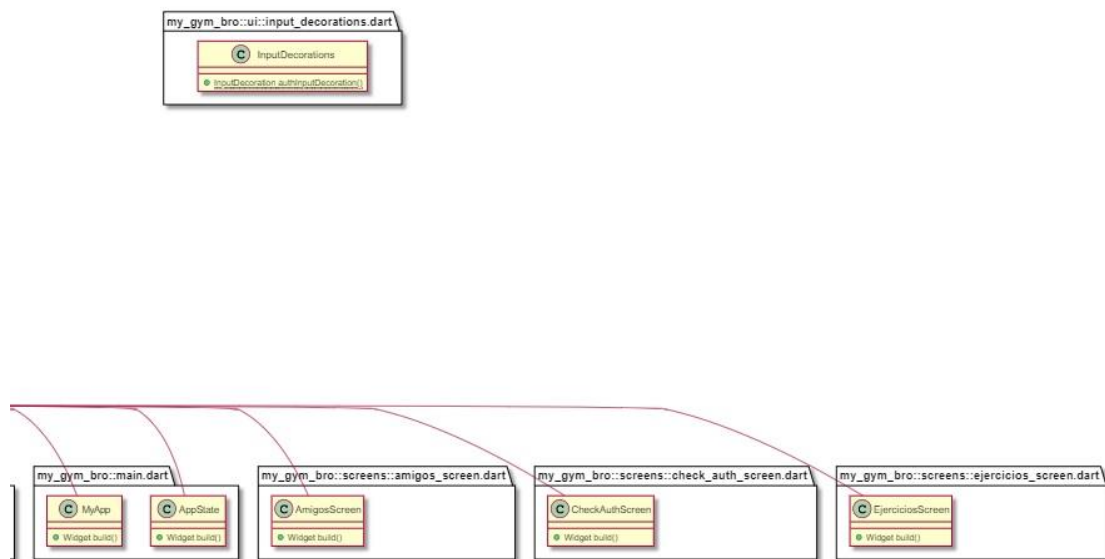 my_gym_bro::ui::input_decorations.dart
C InputDecorations
InputDecoration authInputDecoration()
my_gym_bro::main.dart
C MyApp
Widget build()
C AppState
Widget build()
my_gym_bro::screens::amigos_screen.dart
C AmigosScreen
Widget build()
my_gym_bro::screens::check_auth_screen.dart
C CheckAuthScreen
Widget build()
my_gym_bro::screens::ejercicios_screen.dart
C EjerciciosScreen
Widget build()